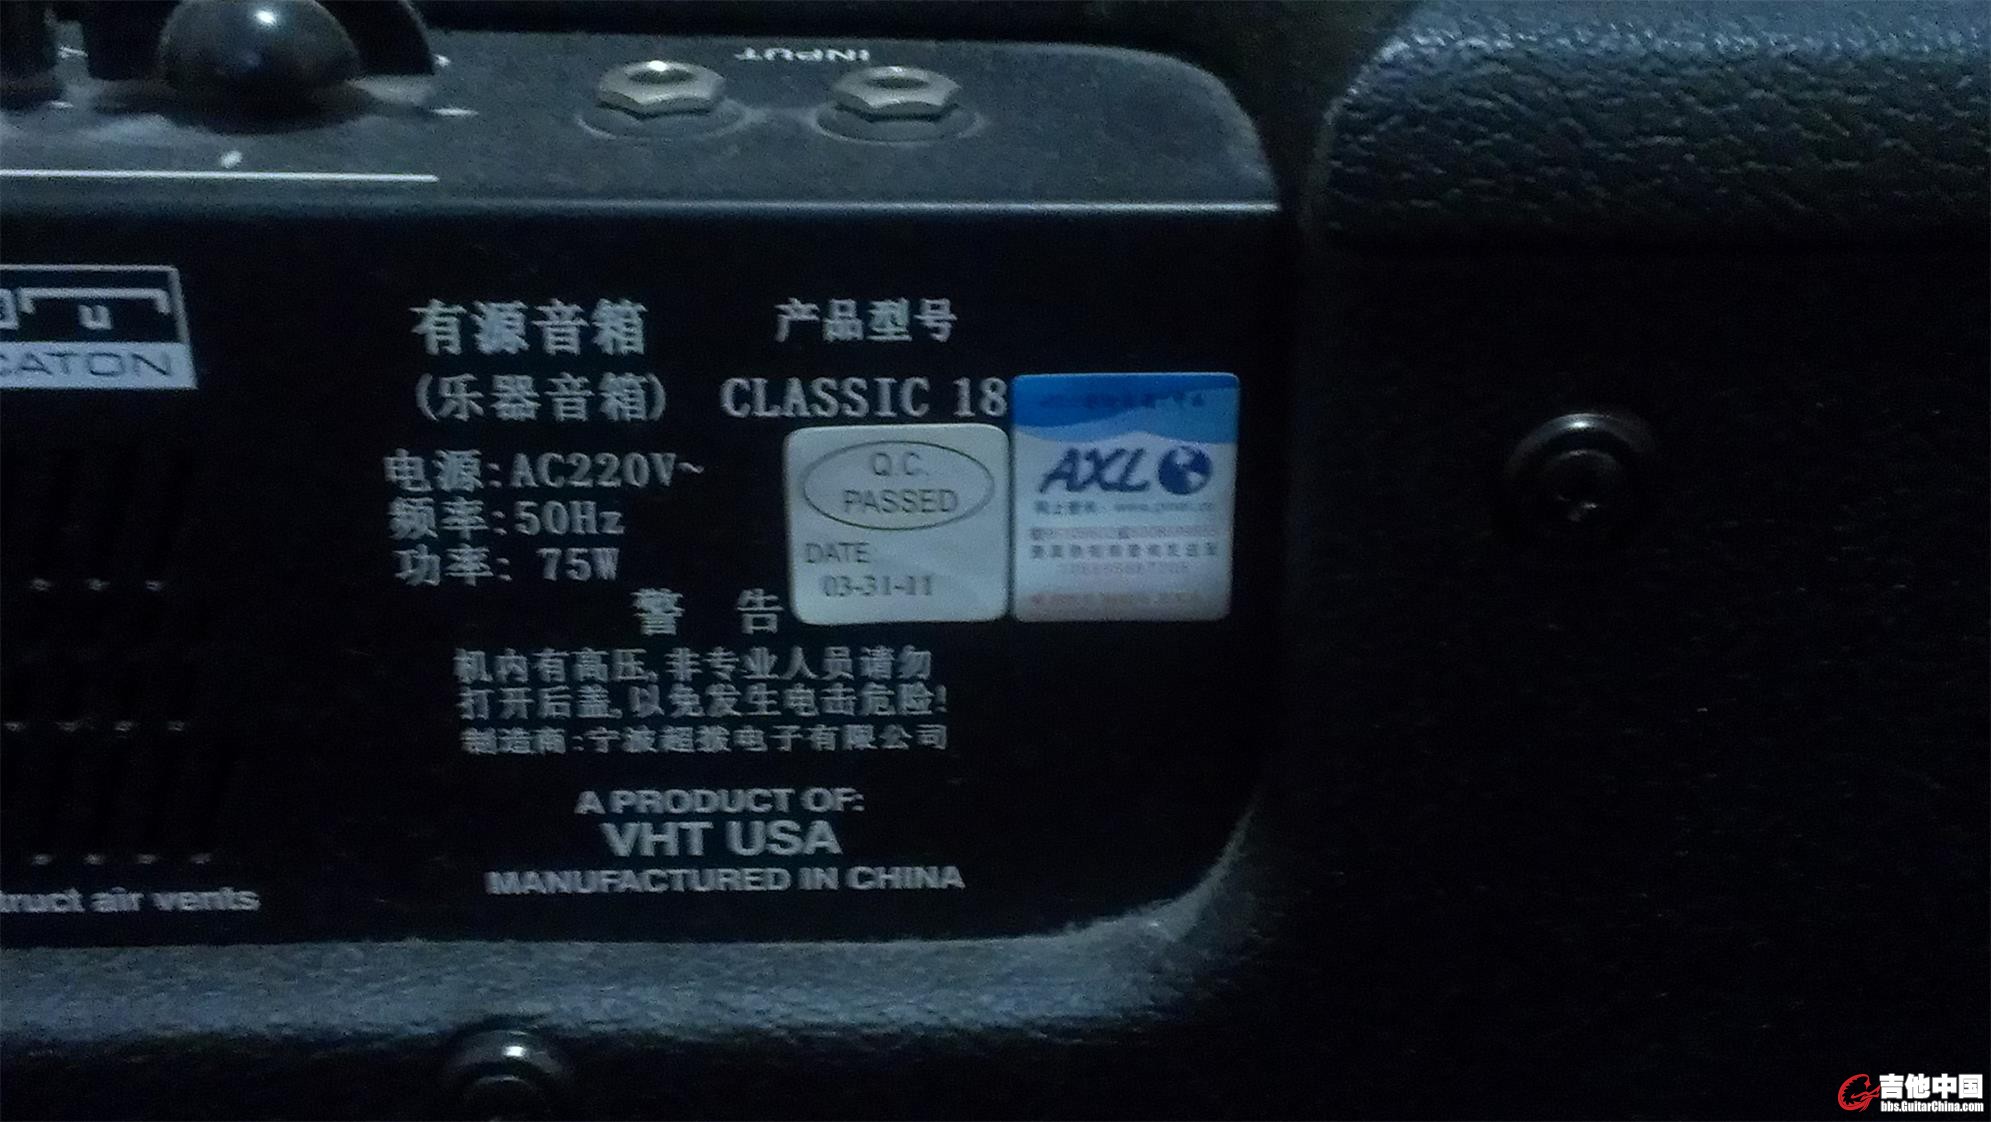 INPUT
u
CATON
有源音箱
(乐器音箱)
产品型号
CLASSIC 18
电源:AC220V~
频率:50Hz
功率: 75W
Q.C.
PASSED
DATE
03-31-11
AXL
警 告
机内有高压,非专业人员请勿
打开后盖,以免发生电击危险!
制造商:宁波超拨电子有限公司
A PRODUCT OF:
VHT USA
MANUFACTURED IN CHINA
truct air vents
吉他中国
bbs.GuitarChina.com